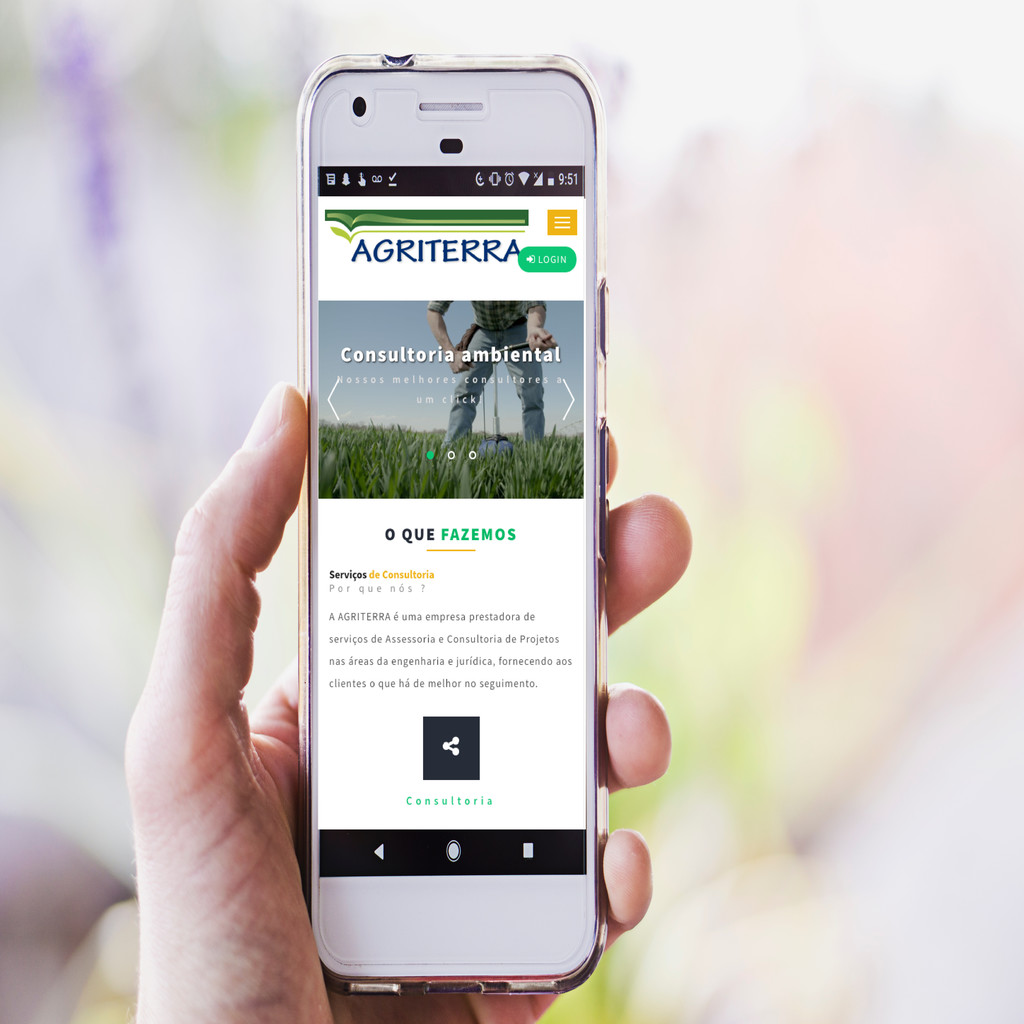 9:51
AGRITERRA
LOGIN
Consultoria ambiental
Nossos melhores consultores a
um click!
O QUE FAZEMOS
Serviços de Consultoria
Por que nós ?
A AGRITERRA é uma empresa prestadora de
serviços de Assessoria e Consultoria de Projetos
nas áreas da engenharia e jurídica, fornecendo aos
clientes o que há de melhor no seguimento.
Consultoria